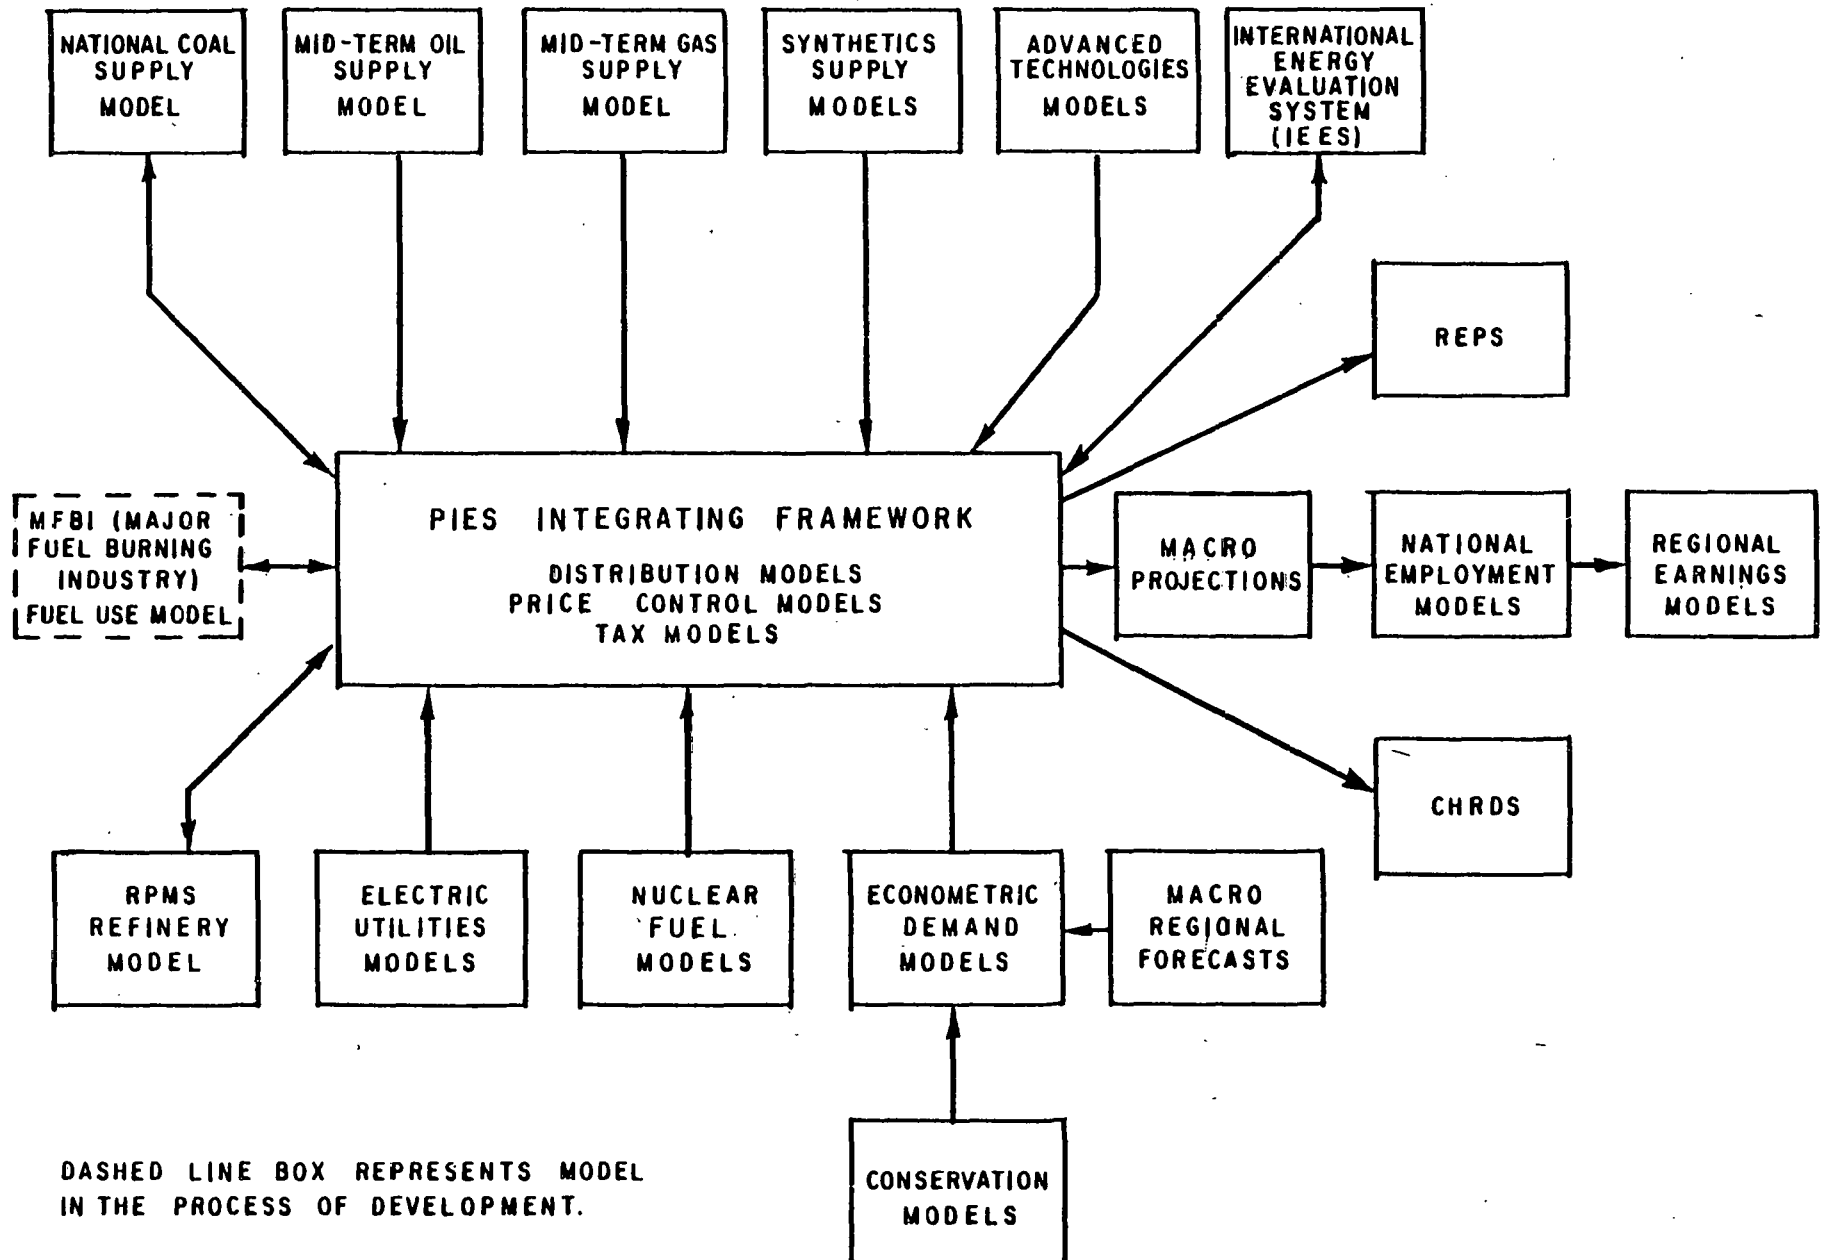 NATIONAL COAL
SUPPLY
MODEL
MID-TERM OIL
SUPPLY
MODEL
MID-TERM GAS
SUPPLY
MODEL
SYNTHETICS
SUPPLY
MODELS
ADVANCED
TECHNOLOGIES
MODELS
INTERNATIONAL
ENERGY
EVALUATION
SYSTEM
(IEES)
REPS
MFBI (MAJOR
FUEL BURNING
INDUSTRY)
FUEL USE MODEL
PIES INTEGRATING FRAMEWORK
DISTRIBUTION MODELS
PRICE CONTROL MODELS
TAX MODELS
MACRO
PROJECTIONS
NATIONAL
EMPLOYMENT
MODELS
REGIONAL
EARNINGS
MODELS
CHRDS
RPMS
REFINERY
MODEL
ELECTRIC
UTILITIES
MODELS
NUCLEAR
FUEL
MODELS
ECONOMETRIC
DEMAND
MODELS
MACRO
REGIONAL
FORECASTS
CONSERVATION
MODELS
DASHED LINE BOX REPRESENTS MODEL
IN THE PROCESS OF DEVELOPMENT.